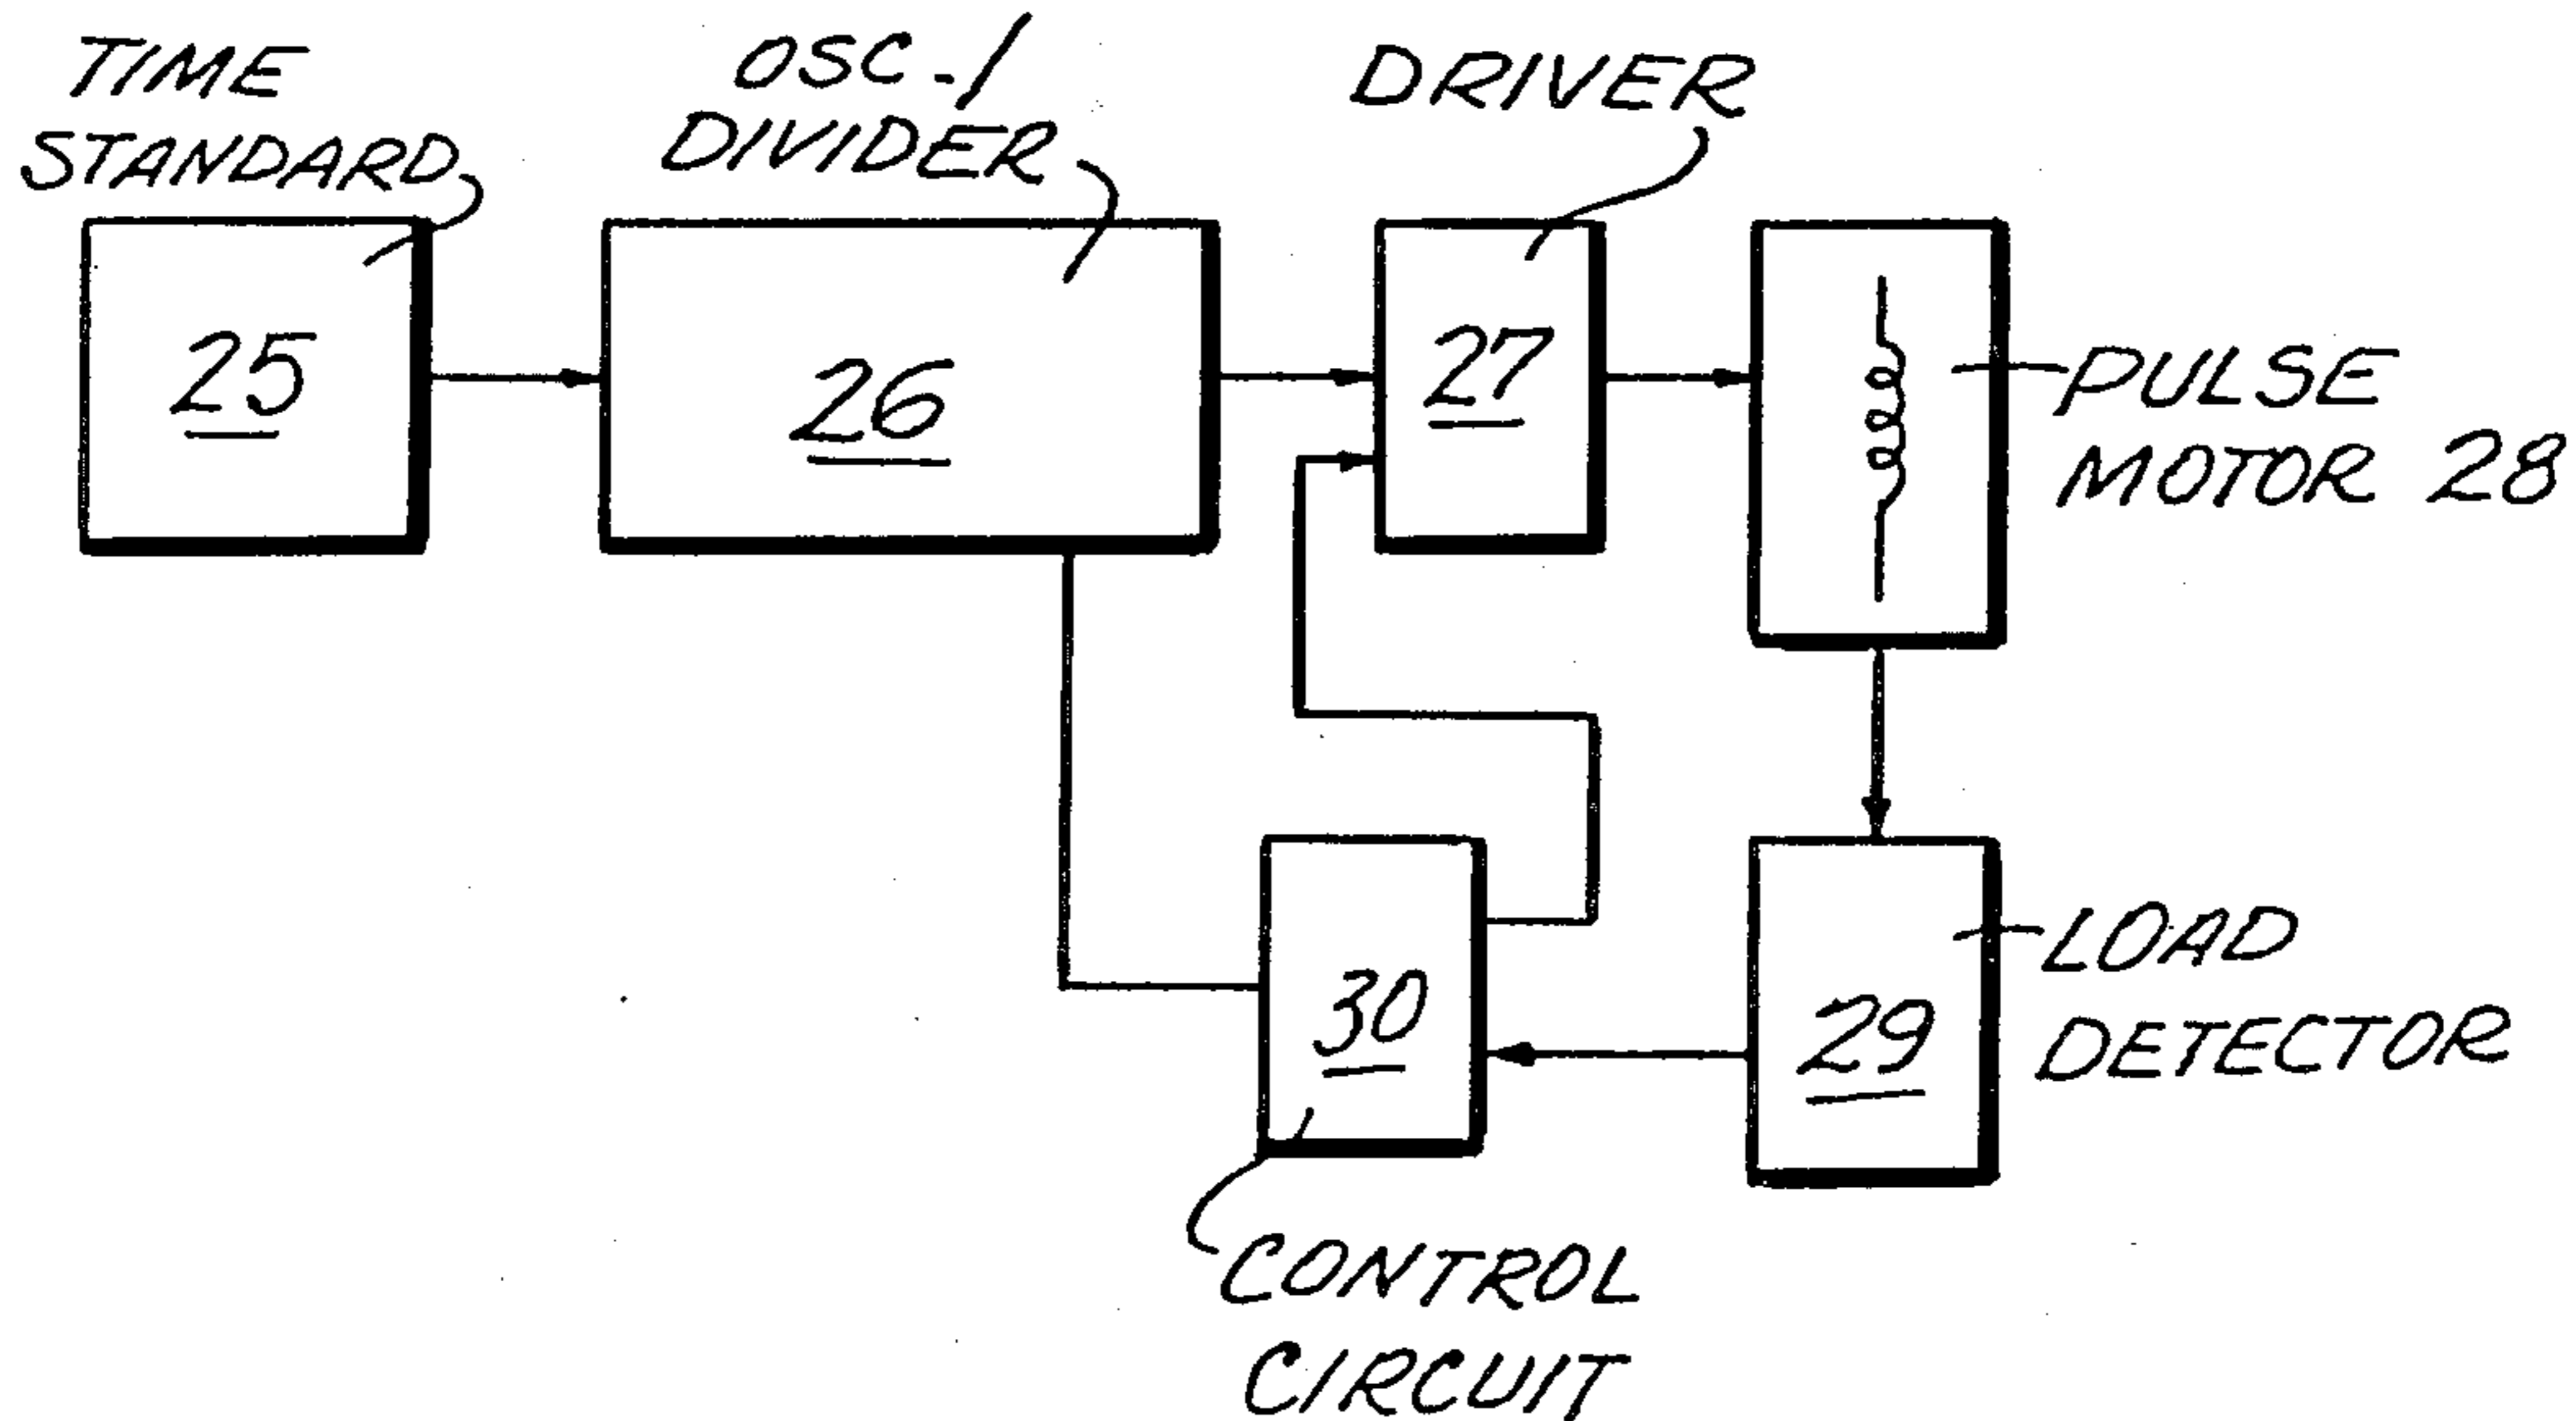 TIME
STANDARD
25
OSC-/
DIVIDER
26
DRIVER
27
PULSE
MOTOR 28
LOAD
DETECTOR
29
30
CONTROL
CIRCUIT